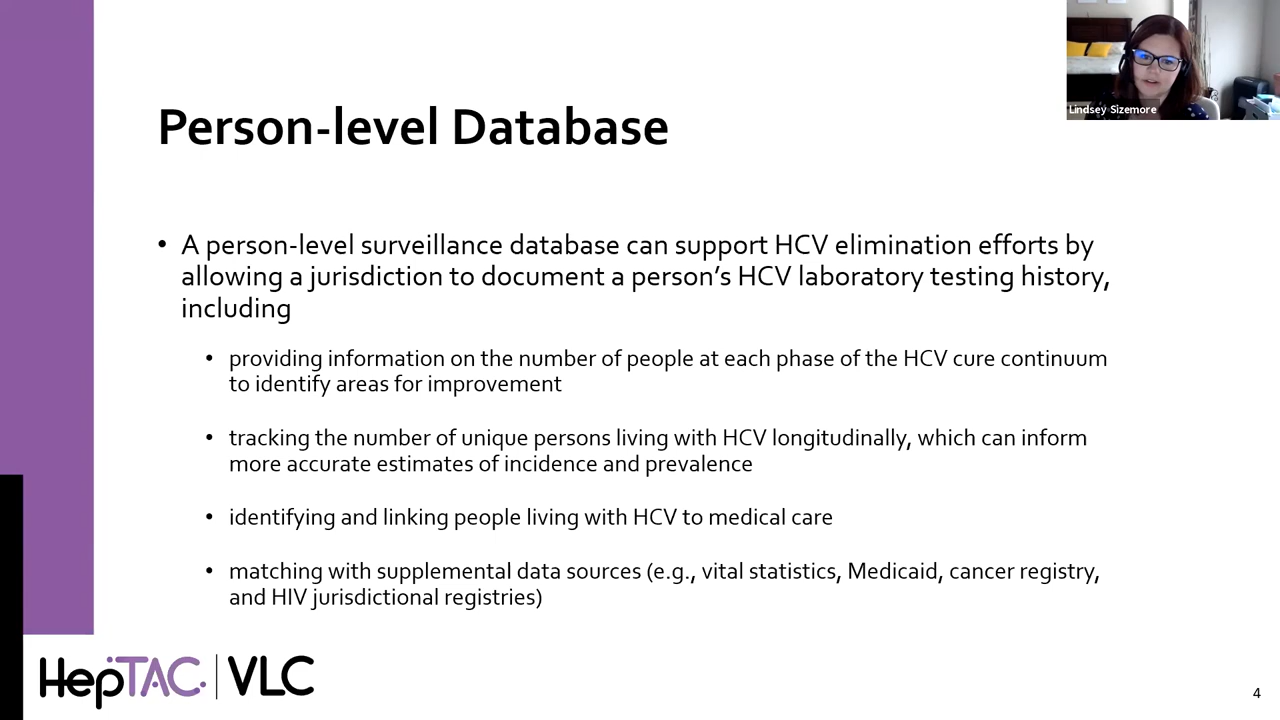 Lindsey Sizemore
Person-level Database
• A person-level surveillance database can support HCV elimination efforts by
allowing a jurisdiction to document a person's HCV laboratory testing history,
including
• providing information on the number of people at each phase of the HCV cure continuum
to identify areas for improvement
• tracking the number of unique persons living with HCV longitudinally, which can inform
more accurate estimates of incidence and prevalence
• identifying and linking people living with HCV to medical care
• matching with supplemental data sources (e.g., vital statistics, Medicaid, cancer registry,
and HIV jurisdictional registries)
HepTAC | VLC
4